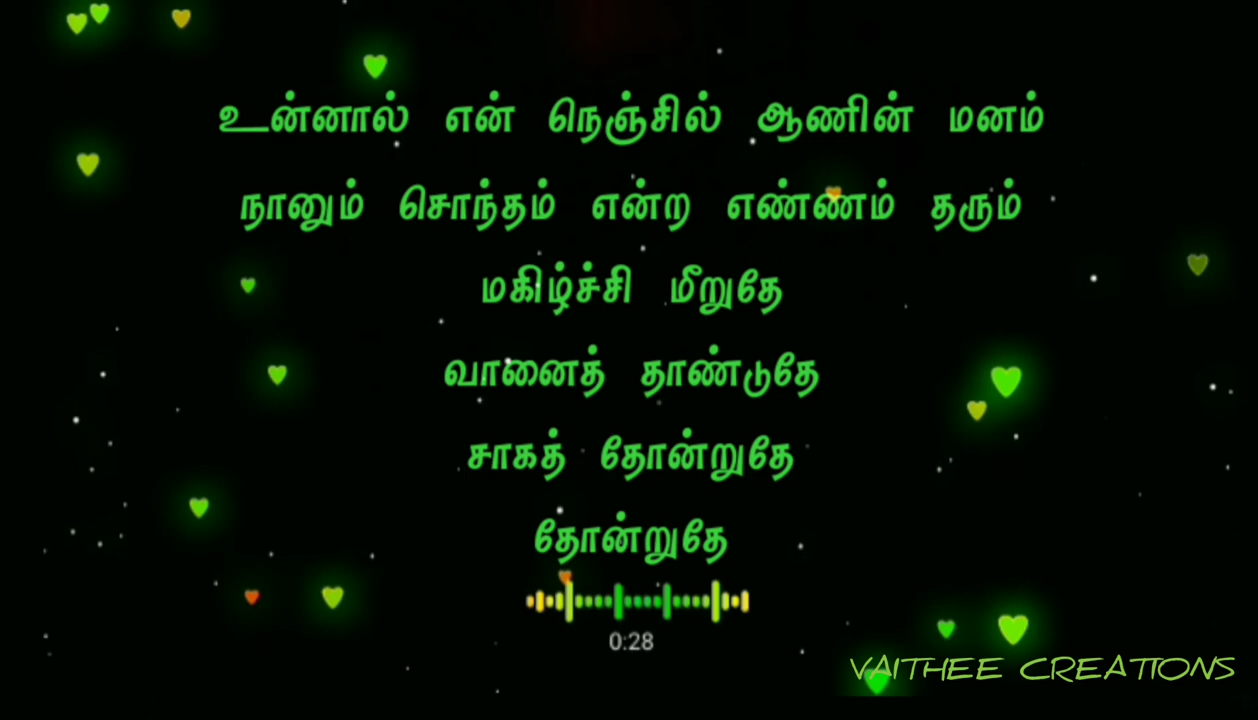 உன்னால் என் நெஞ்சில் ஆணின் மனம்
நானும் சொந்தம் என்ற எண்ணம் தரும்
மகிழ்ச்சி மீறுதே
வானைத் தாண்டுதே
சாகத் தோன்றுதே
தோன்றுதே
0:28
VAITHEE CREATIONS